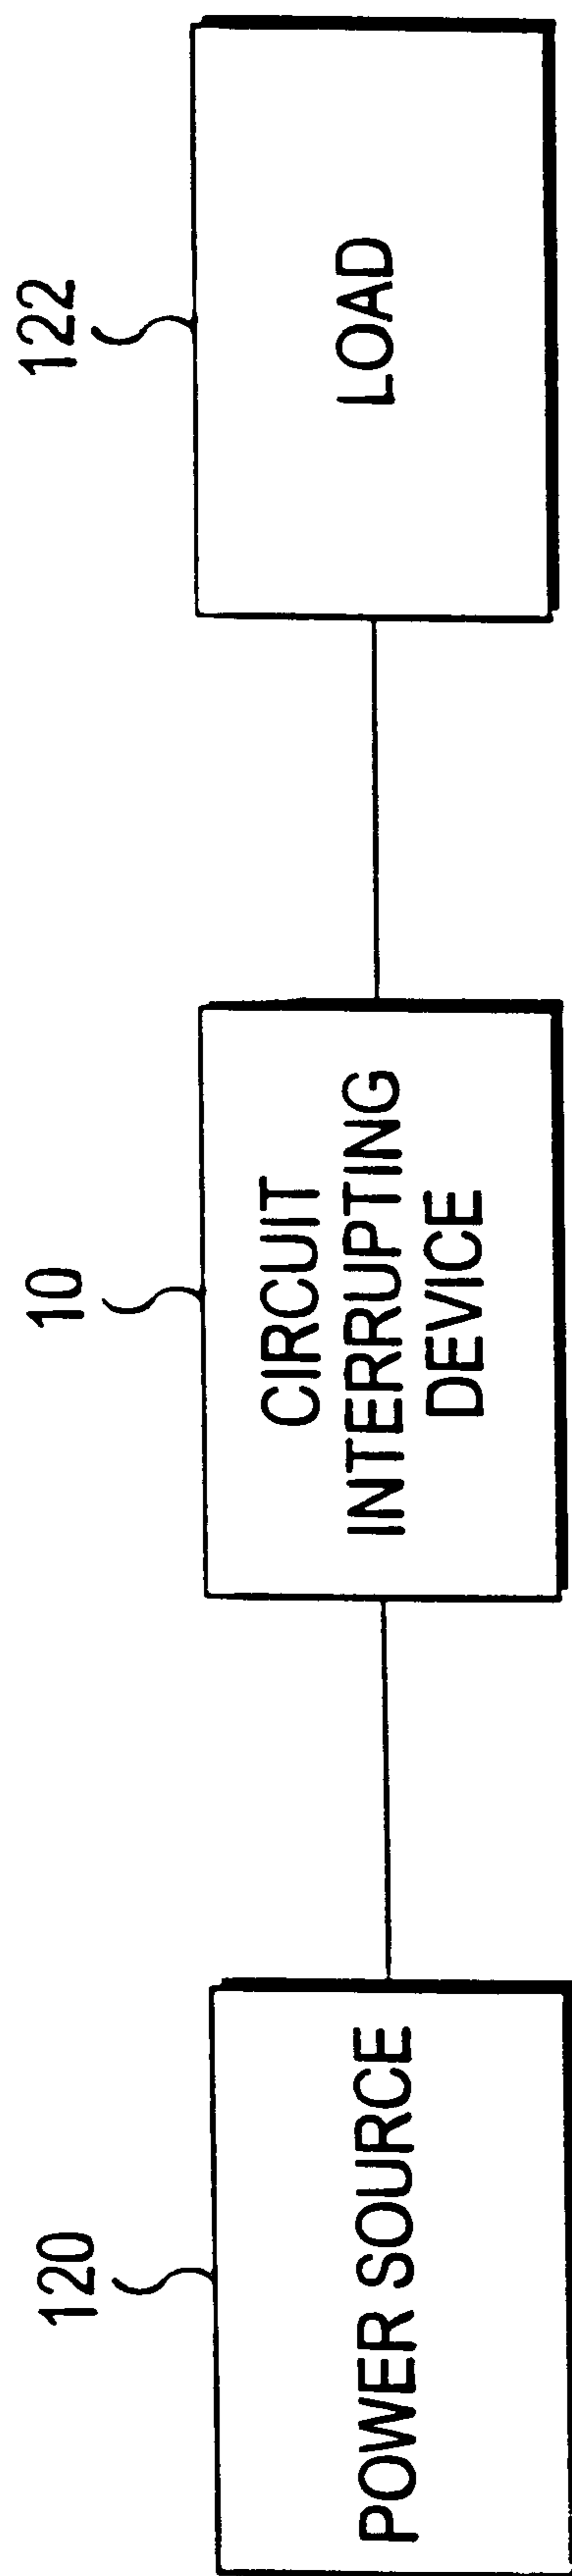 120
POWER SOURCE
10
CIRCUIT
INTERRUPTING
DEVICE
122
LOAD